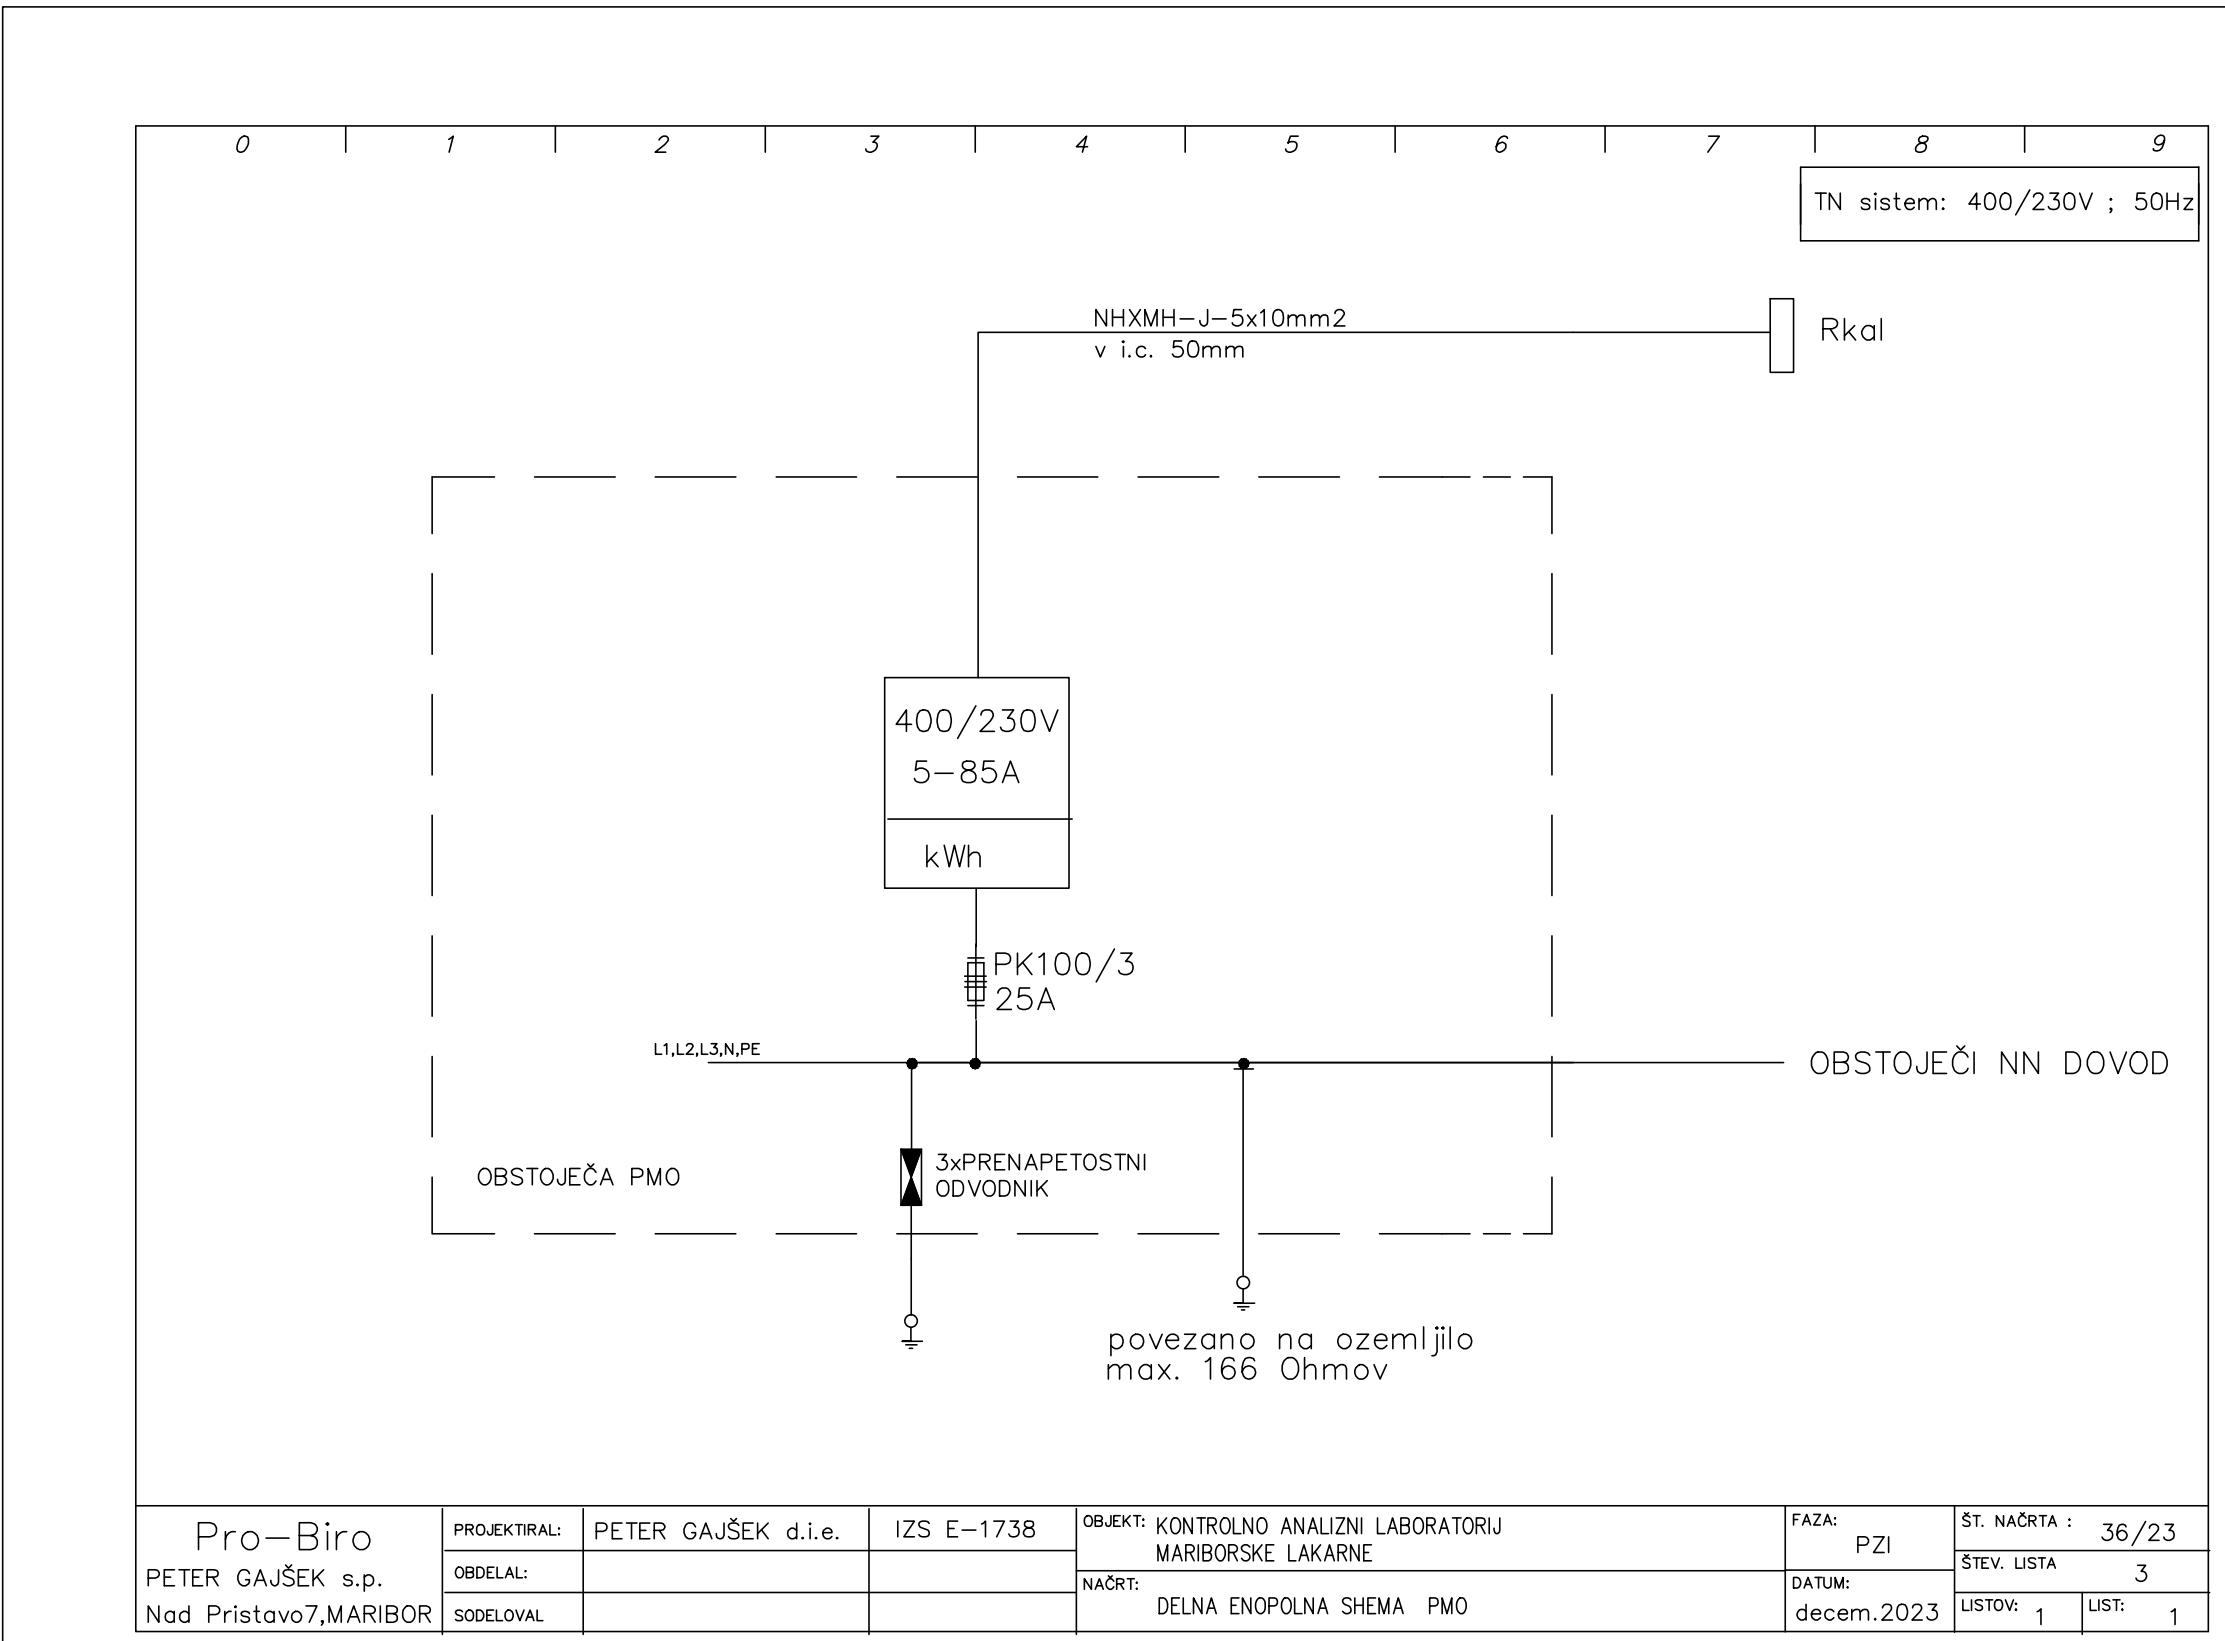 0 1 2 3 4 5 6 7 8 9
TN sistem: 400/230V ; 50Hz
NHXMH-J-5x10mm2
v i.c. 50mm
Rkal
400/230V
5-85A
kWh
PK100/3
25A
L1,L2,L3,N,PE
OBSTOJEČI NN DOVOD
3xPRENAPETOSTNI
ODVODNIK
OBSTOJEČA PMO
povezano na ozemljilo
max. 166 Ohmov
Pro-Biro
PETER GAJŠEK s.p.
Nad Pristavo7,MARIBOR
PROJEKTIRAL: PETER GAJŠEK d.i.e. IZS E-1738
OBDELAL:
SODELOVAL
OBJEKT: KONTROLNO ANALIZNI LABORATORIJ
MARIBORSKE LAKARNE
NAČRT:
DELNA ENOPOLNA SHEMA PMO
FAZA:
PZI
DATUM:
decem.2023
ŠT. NAČRTA : 36/23
ŠTEV. LISTA
3
LISTOV: 1
LIST: 1